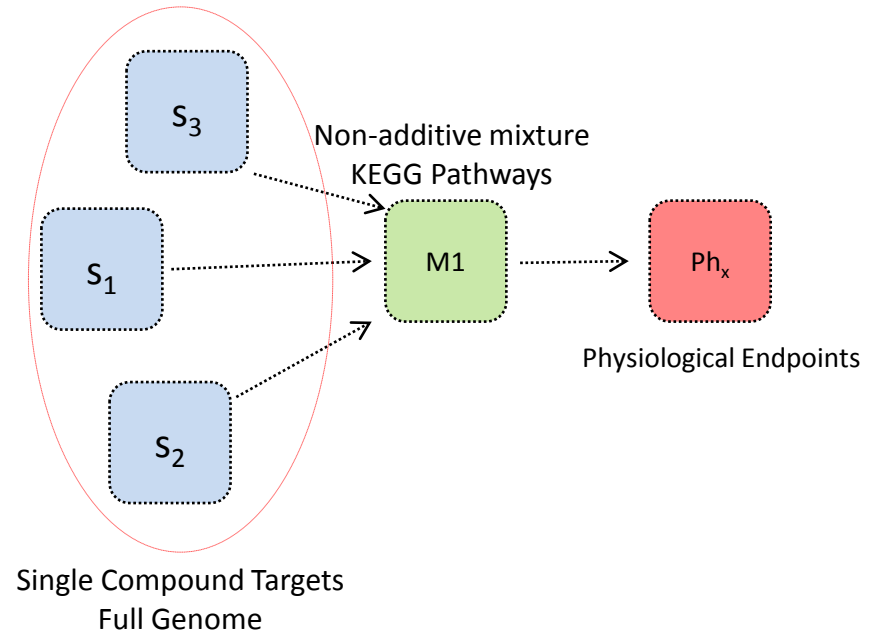 S3
Non-additive mixture
KEGG Pathways
S1
M1
Phx
Physiological Endpoints
S2
Single Compound Targets
Full Genome